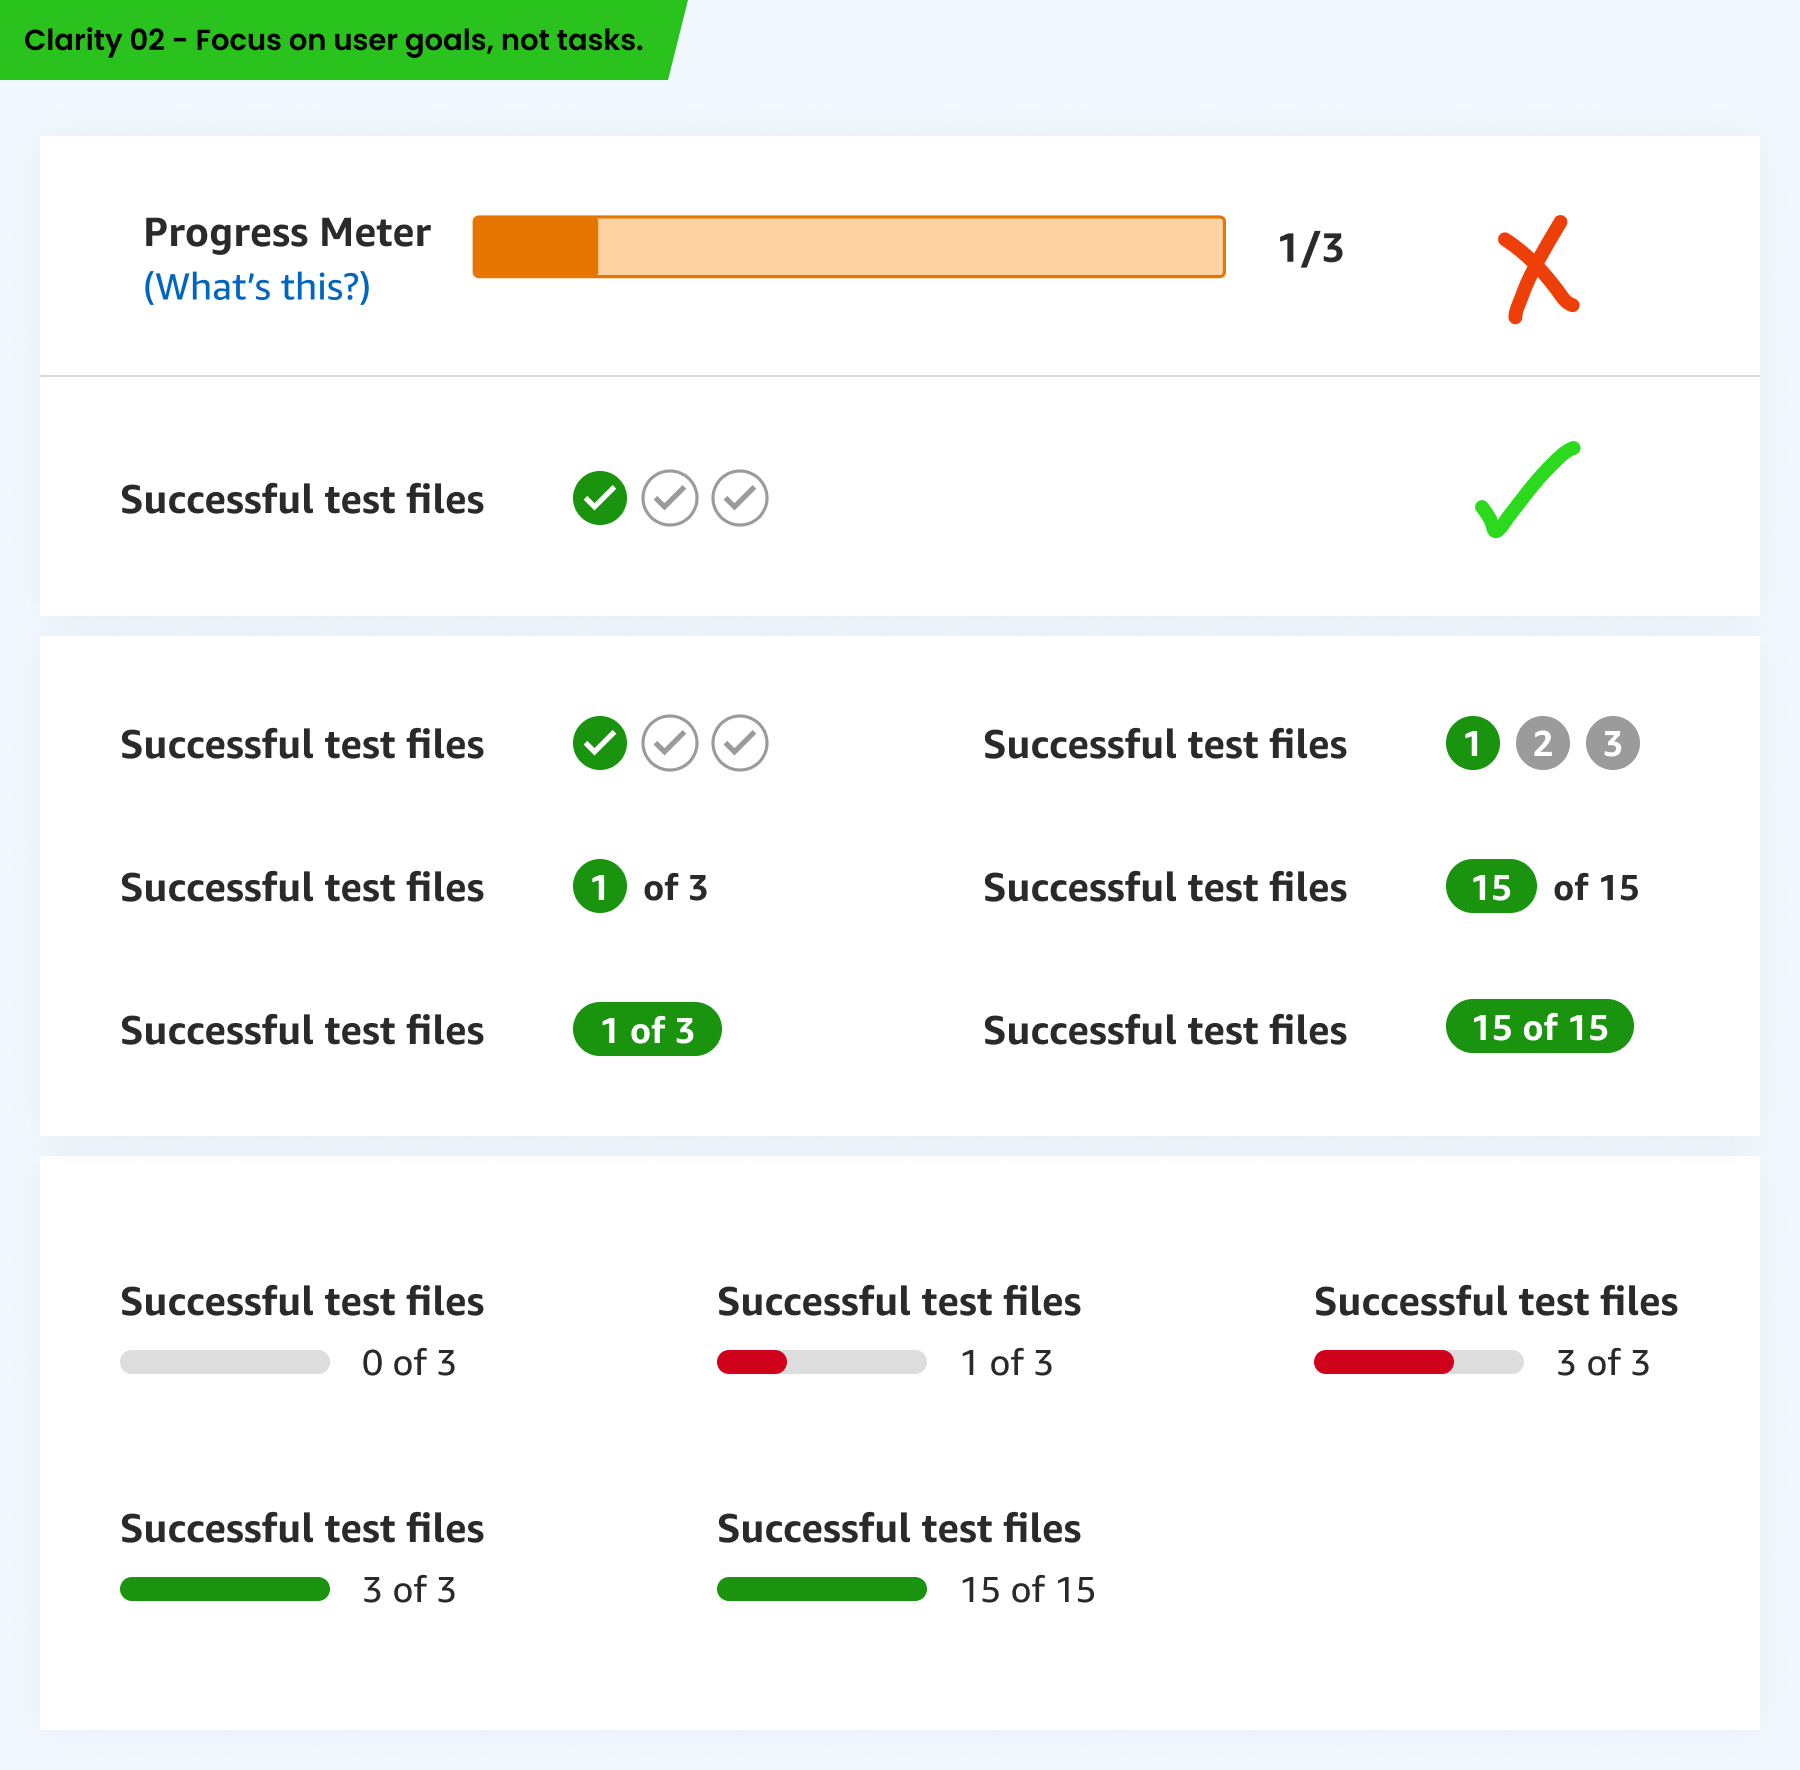 Clarity 02 - Focus on user goals, not tasks.
Progress Meter
(What's this?)
1/3
Successful test files
Successful test files
Successful test files 1 2 3
Successful test files 1 of 3
Successful test files 15 of 15
Successful test files 1 of 3
Successful test files 15 of 15
Successful test files
0 of 3
Successful test files
1 of 3
Successful test files
3 of 3
Successful test files
3 of 3
Successful test files
15 of 15